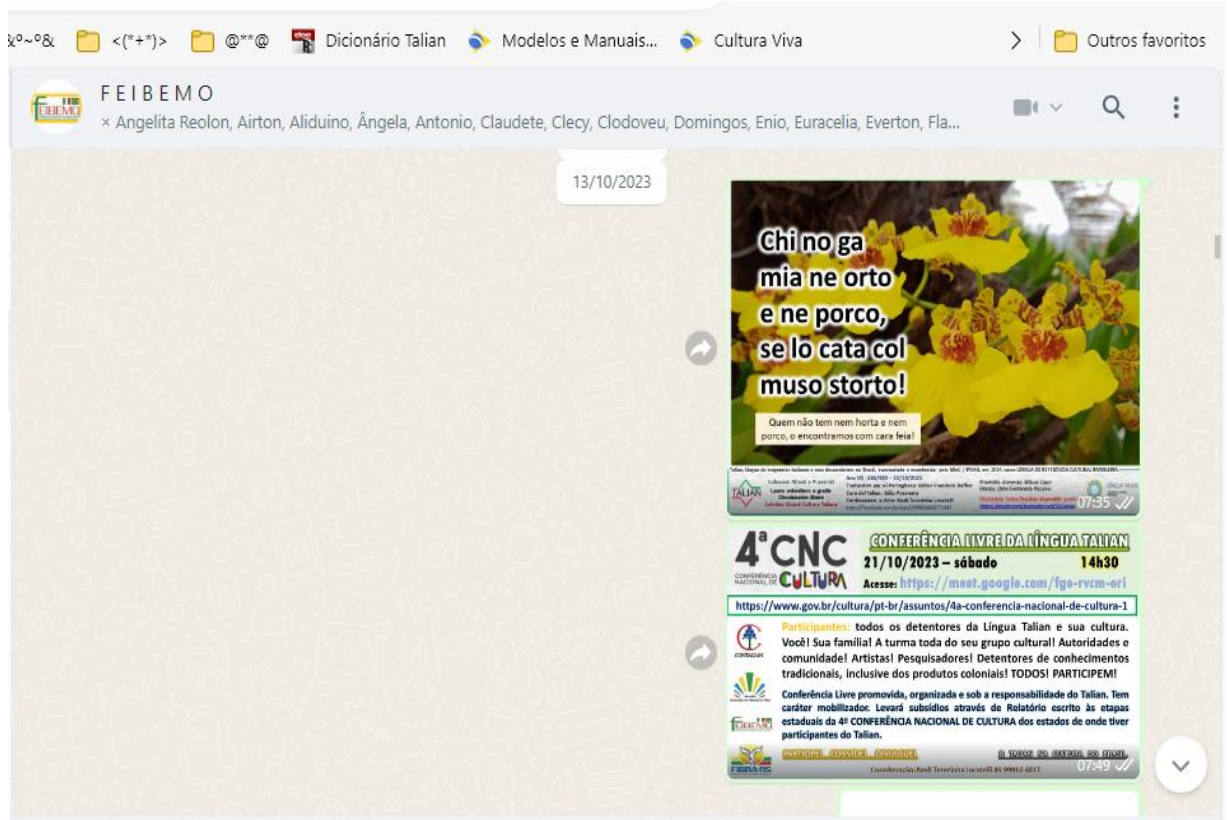 <(*+*)> @**@ Dicionário Talian Modelos e Manuais... Cultura Viva > Outros favoritos
F E I B E M O
× Angelita Reolon, Airton, Aliduino, Ângela, Antonio, Claudete, Clecy, Clodoveu, Domingos, Enio, Euracelia, Everton, Fla...
13/10/2023
Chi no ga
mia ne orto
e ne porco,
se lo cata col
muso storto!
Quem não tem nem horta e nem
porco, o encontramos com cara feia!
TALIAN
07:35
4ª CNC
CONFERÊNCIA
NACIONAL DE CULTURA
CONFERÊNCIA LIVRE DA LÍNGUA TALIAN
21/10/2023 – sábado 14h30
Acesse: https://meet.google.com/fgo-rvcm-ori
https://www.gov.br/cultura/pt-br/assuntos/4a-conferencia-nacional-de-cultura-1
Participantes: todos os detentores da Língua Talian e sua cultura.
Você! Sua família! A turma toda do seu grupo cultural! Autoridades e
comunidade! Artistas! Pesquisadores! Detentores de conhecimentos
tradicionais, inclusive dos produtos coloniais! TODOS! PARTICIPEM!
Conferência Livre promovida, organizada e sob a responsabilidade do Talian. Tem
caráter mobilizador. Levará subsídios através de Relatório escrito às etapas
estaduais da 4ª CONFERÊNCIA NACIONAL DE CULTURA dos estados de onde tiver
participantes do Talian.
FEIBEMO
FIBRA-RS
PARTICIPE! CONVIDE! DIVULGUE!
O TALIAN NA CULTURA DO BRASIL
07:49